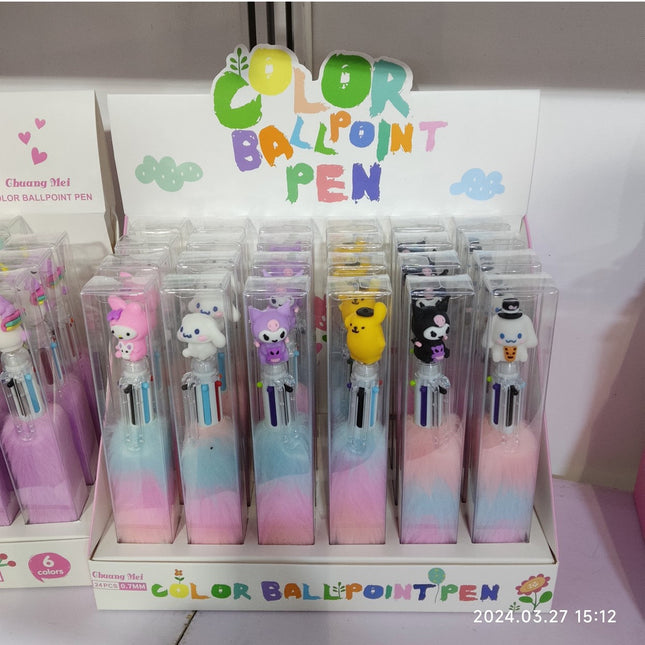 COLOR
BALLPOINT
PEN
Chuang Mei
OLOR BALLPOINT PEN
6
colors
Chuang Mei
24PCS 0.7MM
COLOR BALLPOINT PEN
2024.03.27 15:12